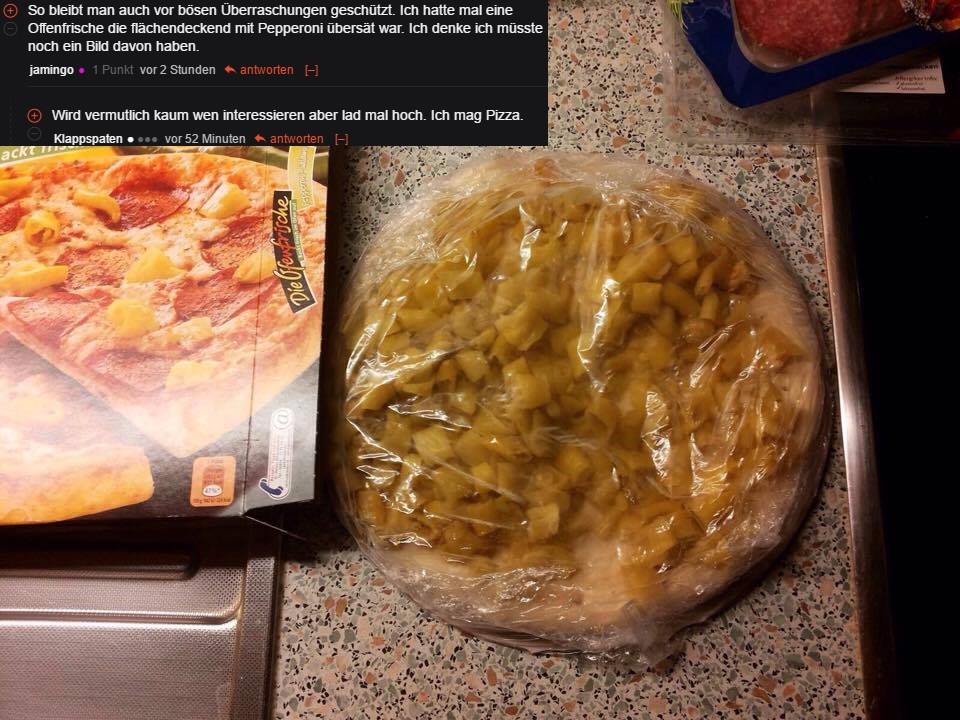 So bleibt man auch vor bösen Überraschungen geschützt. Ich hatte mal eine
Offenfrische die flächendeckend mit Pepperoni übersät war. Ich denke ich müsste
noch ein Bild davon haben.
jamingo ● 1 Punkt vor 2 Stunden antworten [–]
Wird vermutlich kaum wen interessieren aber lad mal hoch. Ich mag Pizza.
Klappspaten ● vor 52 Minuten antworten [–]
Die Ofenfrische